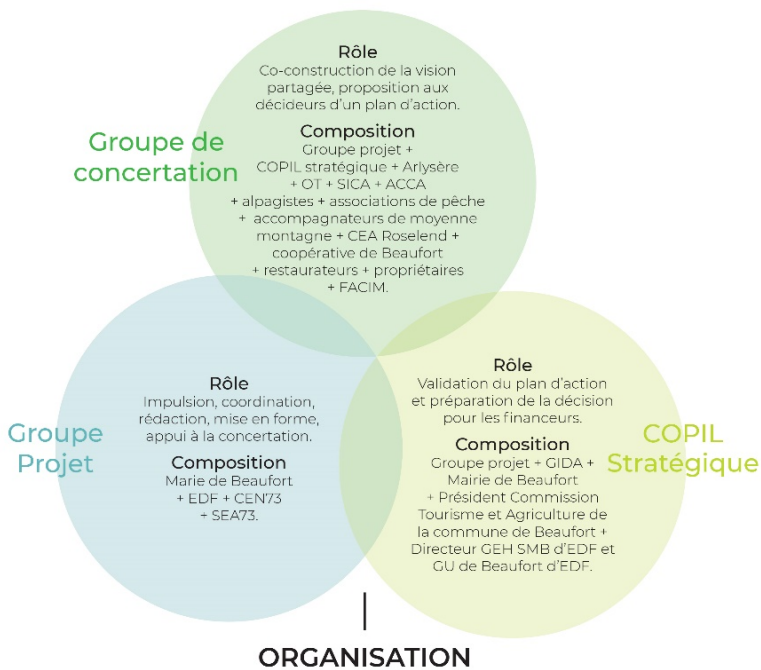 Rôle
Co-construction de la vision
partagée, proposition aux
décideurs d'un plan d'action.
Groupe de
concertation
Composition
Groupe projet +
COPIL stratégique + Arlysère
+ OT + SICA + ACCA
+ alpagistes + associations de pêche
+ accompagnateurs de moyenne
montagne + CEA Roselend +
coopérative de Beaufort
+ restaurateurs + propriétaires
+ FACIM.
Groupe
Projet
Rôle
Impulsion, coordination,
rédaction, mise en forme,
appui à la concertation.
Composition
Marie de Beaufort
+ EDF + CEN73
+ SEA73.
Rôle
Validation du plan d'action
et préparation de la décision
pour les financeurs.
Composition
Groupe projet + GIDA +
Mairie de Beaufort
+ Président Commission
Tourisme et Agriculture de
la commune de Beaufort +
Directeur GEH SMB d'EDF et
GU de Beaufort d'EDF.
COPIL
Stratégique
ORGANISATION